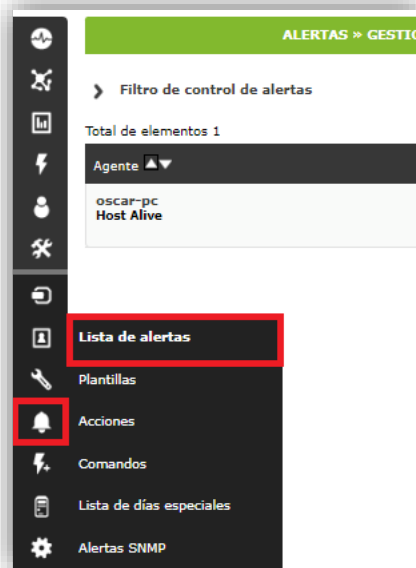 ALERTAS » GESTIO
Filtro de control de alertas
Total de elementos 1
Agente
oscar-pc
Host Alive
Lista de alertas
Plantillas
Acciones
Comandos
Lista de días especiales
Alertas SNMP